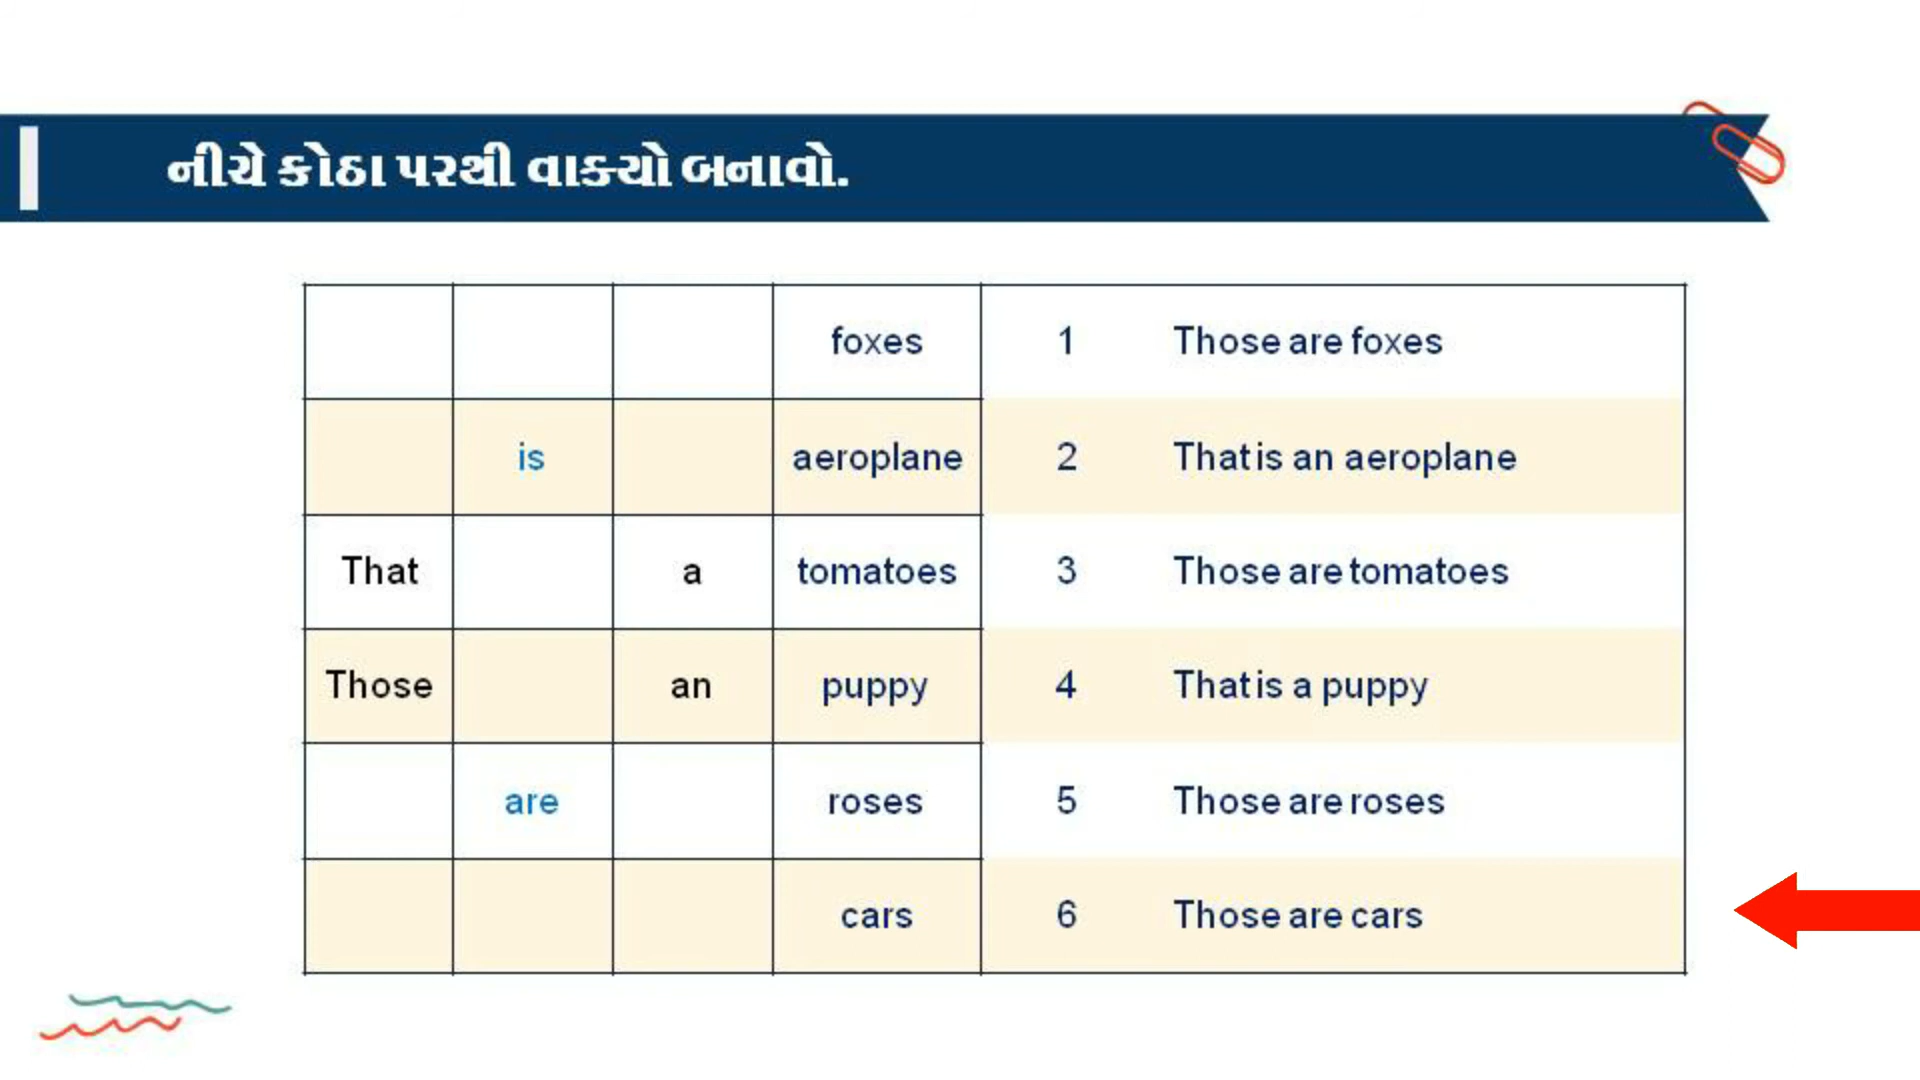 નીચે કોઠા પરથી વાક્યો બનાવો.
foxes 1 Those are foxes
is aeroplane 2 That is an aeroplane
That a tomatoes 3 Those are tomatoes
Those an puppy 4 That is a puppy
are roses 5 Those are roses
cars 6 Those are cars